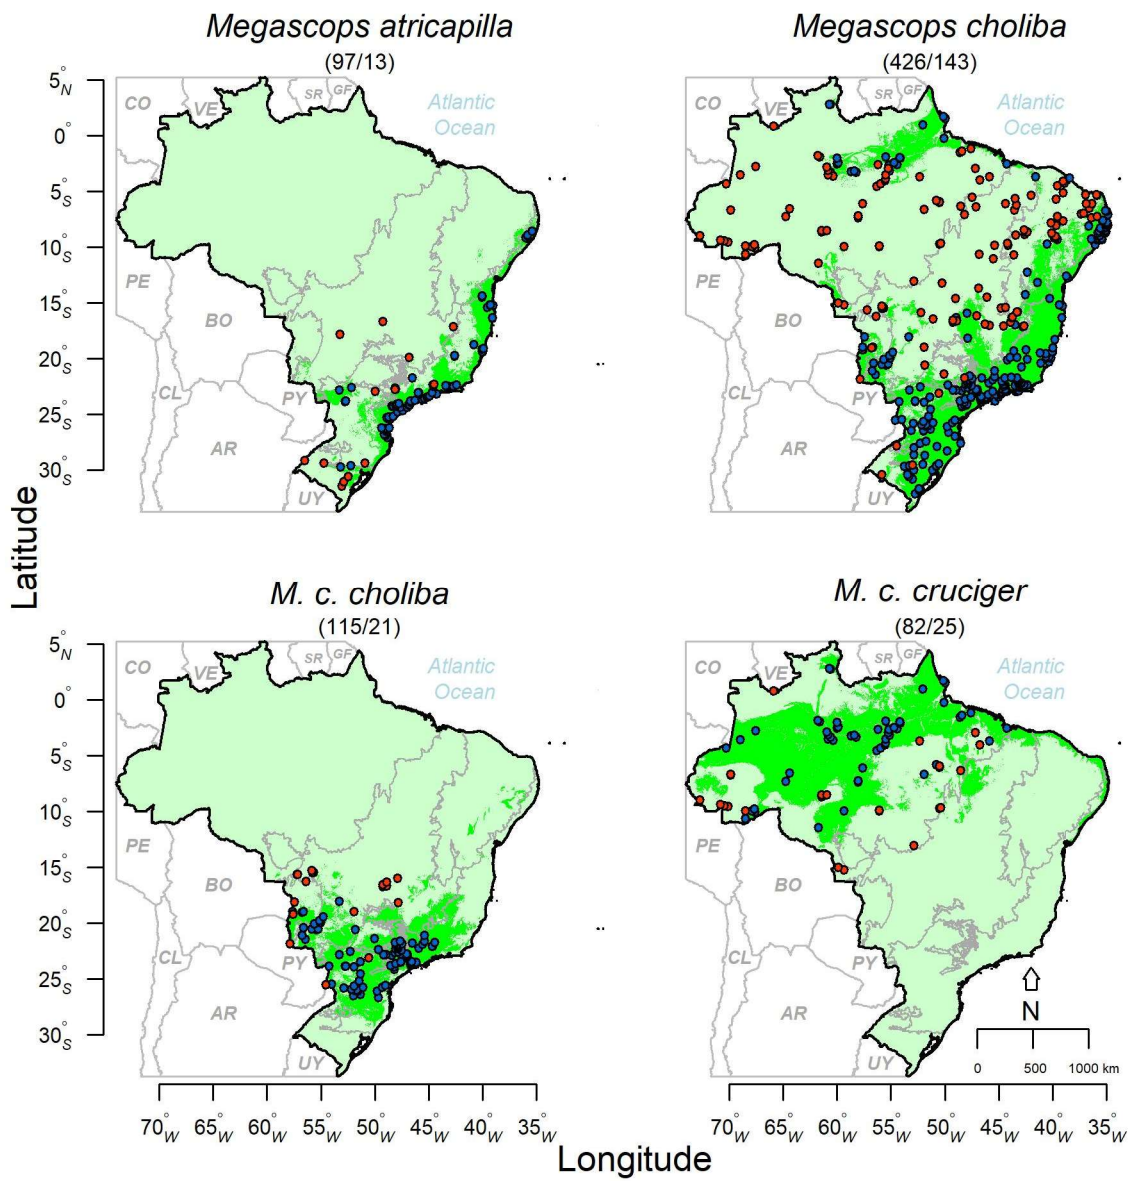 Megascops atricapilla
(97/13)
Megascops choliba
(426/143)
5°N
0°
5°S
10°S
15°S
20°S
25°S
30°S
CO
VE
SR
GF
Atlantic
Ocean
PE
BO
CL
PY
AR
UY
CO
VE
SR
GF
Atlantic
Ocean
PE
BO
CL
PY
AR
UY
Latitude
M. c. choliba
(115/21)
M. c. cruciger
(82/25)
5°N
0°
5°S
10°S
15°S
20°S
25°S
30°S
CO
VE
SR
GF
Atlantic
Ocean
PE
BO
CL
PY
AR
UY
CO
VE
SR
GF
Atlantic
Ocean
PE
BO
CL
PY
AR
UY
N
0 500 1000 km
70°W 65°W 60°W 55°W 50°W 45°W 40°W 35°W
70°W 65°W 60°W 55°W 50°W 45°W 40°W 35°W
Longitude